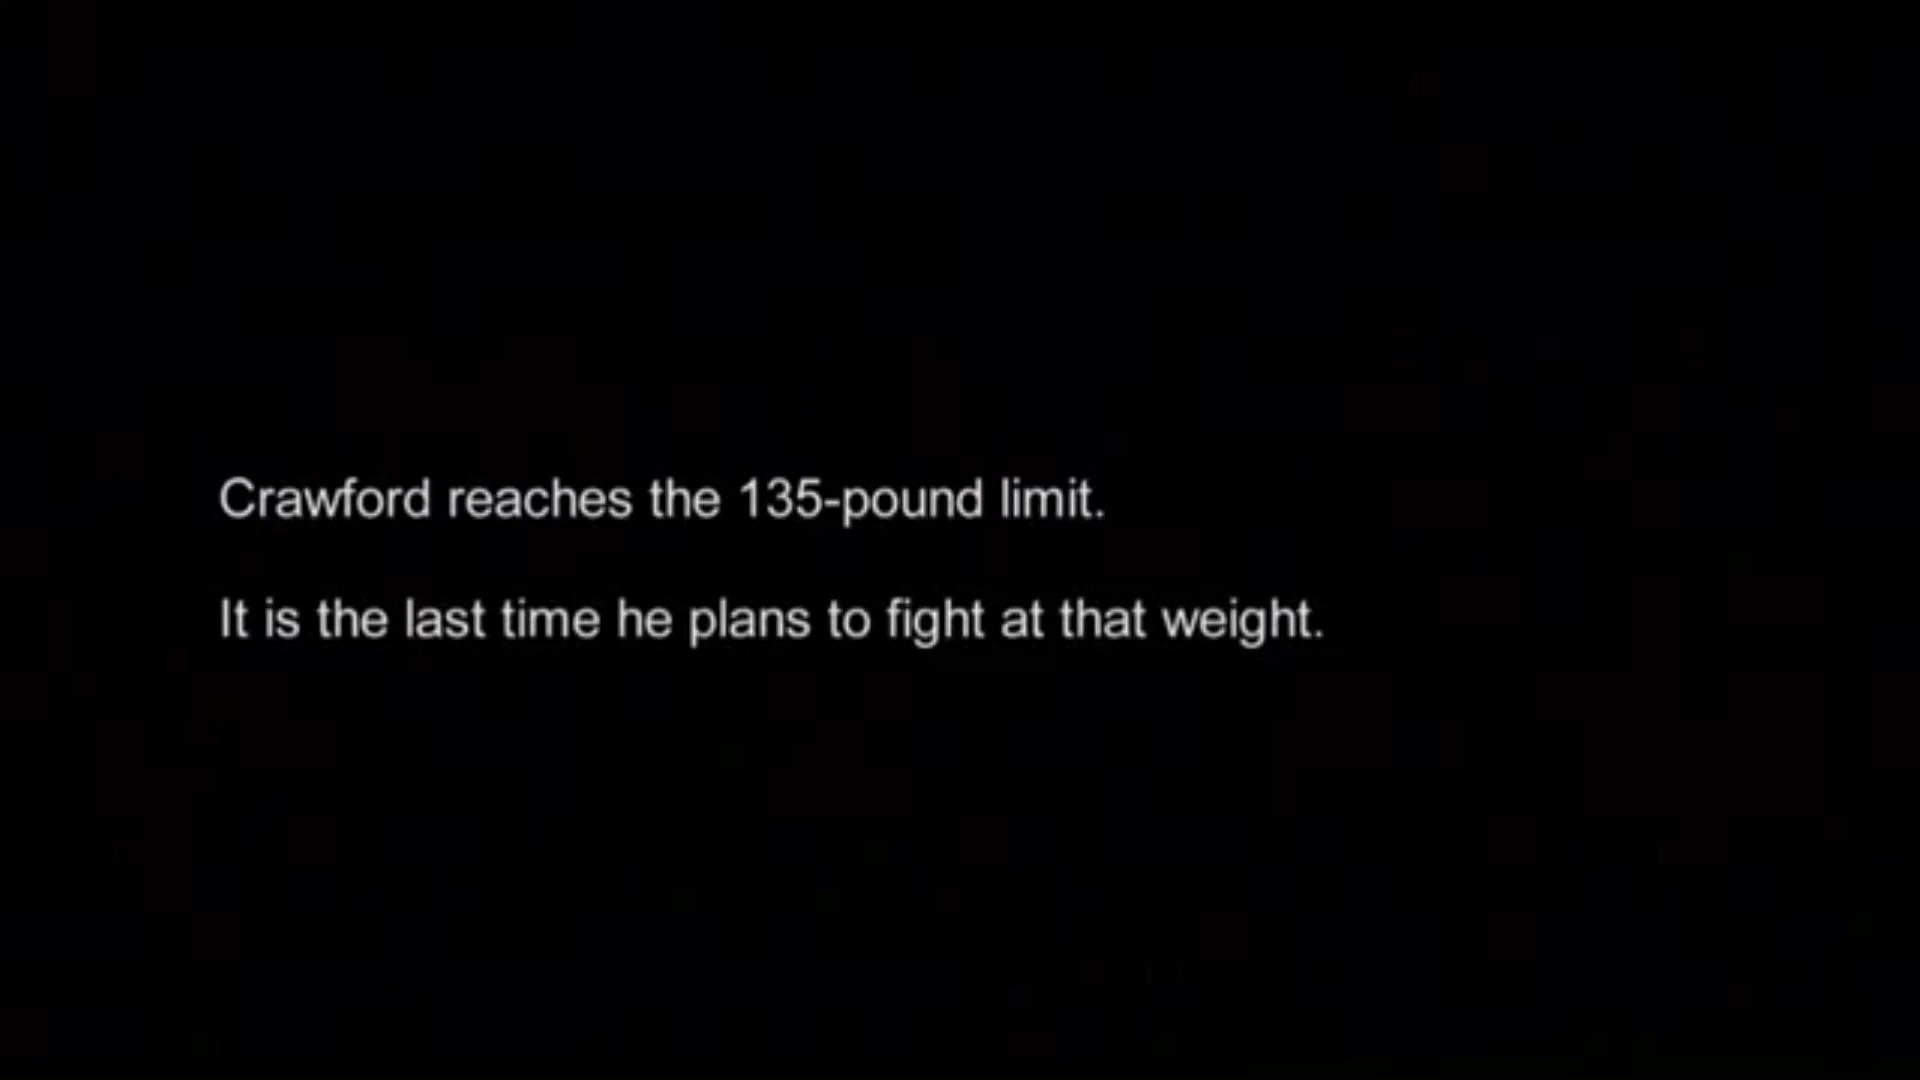 Crawford reaches the 135-pound limit.
It is the last time he plans to fight at that weight.